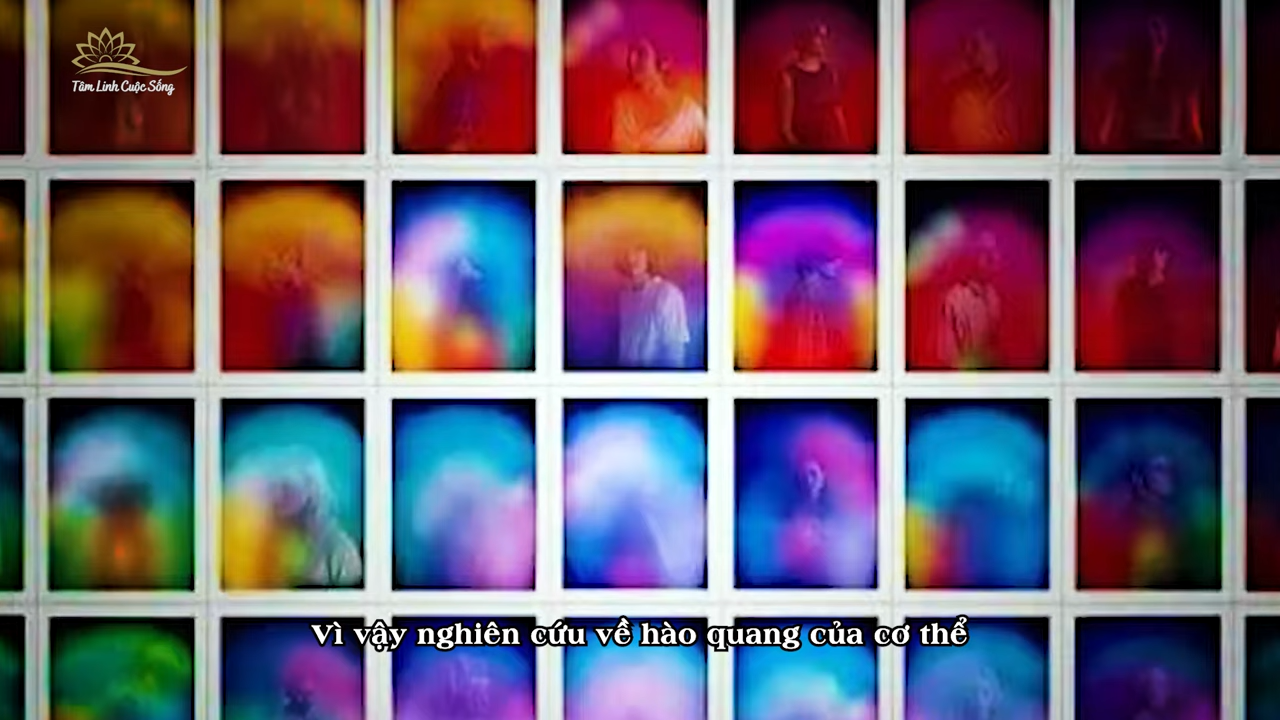 Tâm Linh Cuộc Sống
Vì vậy nghiên cứu về hào quang của cơ thể